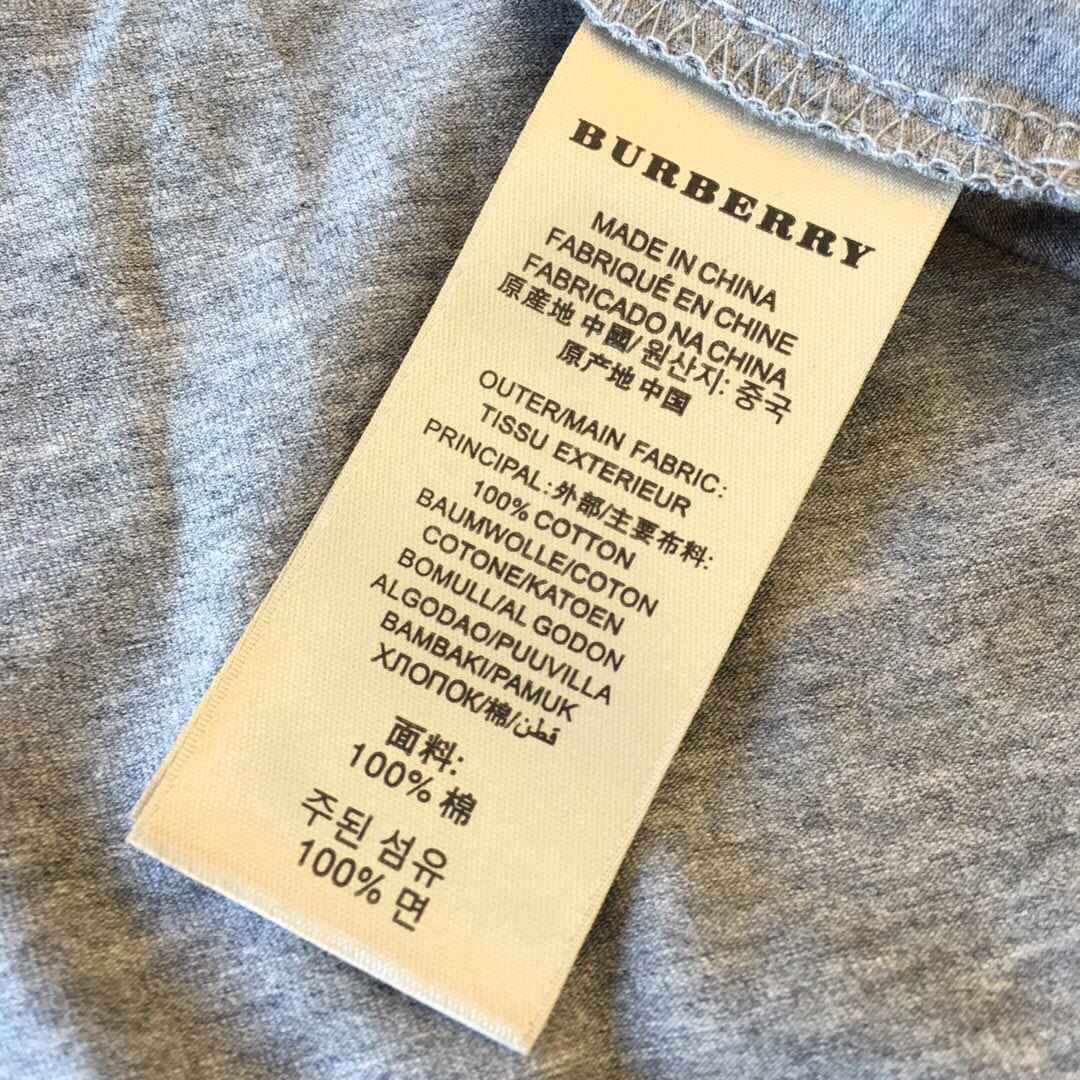 BURBERRY
MADE IN CHINA
FABRIQUÉ EN CHINE
FABRICADO NA CHINA
原産地 中國/ 원산지: 중국
原产地 中国
OUTER/MAIN FABRIC:
TISSU EXTERIEUR
PRINCIPAL:外部/主要布料:
100% COTTON
BAUMWOLLE/COTON
COTONE/KATOEN
BOMULL/AL GODON
ALGODAO/PUUVILLA
BAMBAKI/PAMUK
ХЛОПОК/棉/قطن
面料:
100% 棉
주된 섬유
100% 면